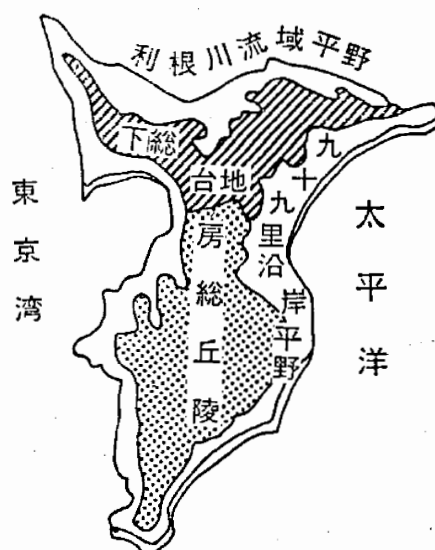 利根川流域平野
下総
台地
九十九里沿岸平野
房総丘陵
東京湾
太平洋